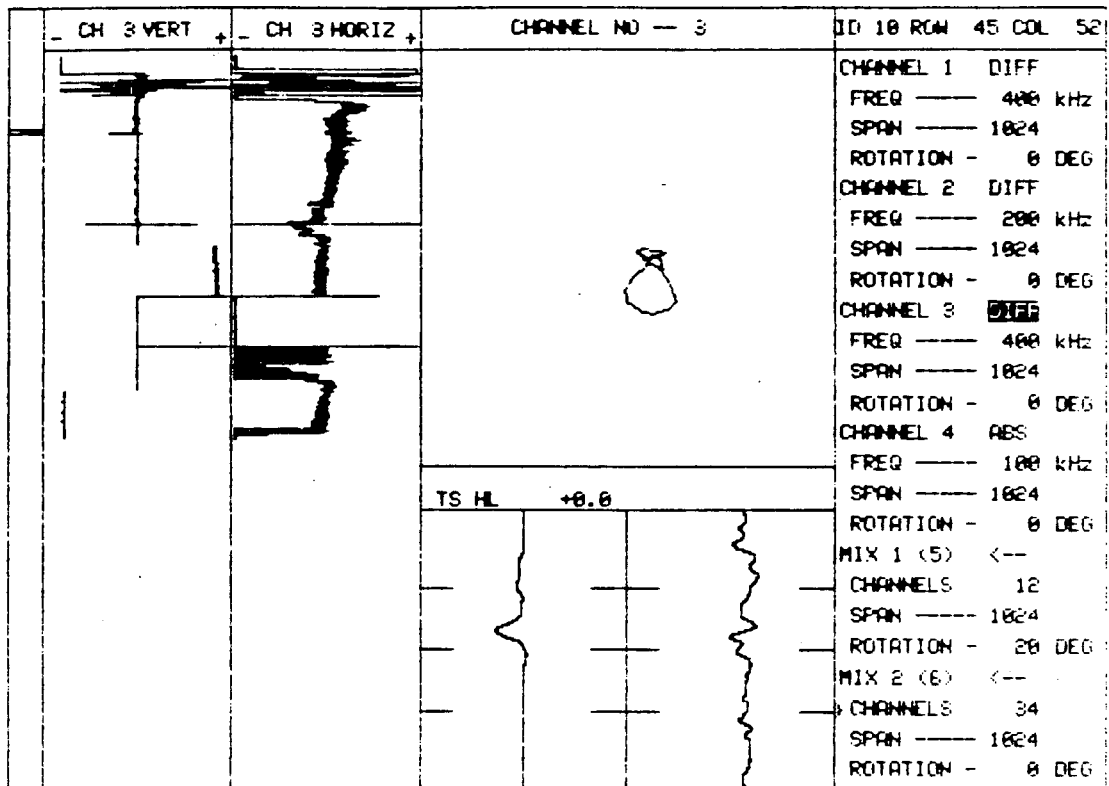 - CH 3 VERT +
- CH 3 HORIZ +
CHANNEL NO -- 3
ID 10 ROW 45 COL 52
CHANNEL 1 DIFF
FREQ ----- 400 kHz
SPAN ----- 1024
ROTATION - 0 DEG
CHANNEL 2 DIFF
FREQ ----- 200 kHz
SPAN ----- 1024
ROTATION - 0 DEG
CHANNEL 3 DIFF
FREQ ----- 400 kHz
SPAN ----- 1024
ROTATION - 0 DEG
CHANNEL 4 ABS
FREQ ----- 100 kHz
SPAN ----- 1024
ROTATION - 0 DEG
MIX 1 (5) <--
CHANNELS 12
SPAN ----- 1024
ROTATION - 20 DEG
MIX 2 (6) <--
CHANNELS 34
SPAN ----- 1024
ROTATION - 0 DEG
TS HL +0.0